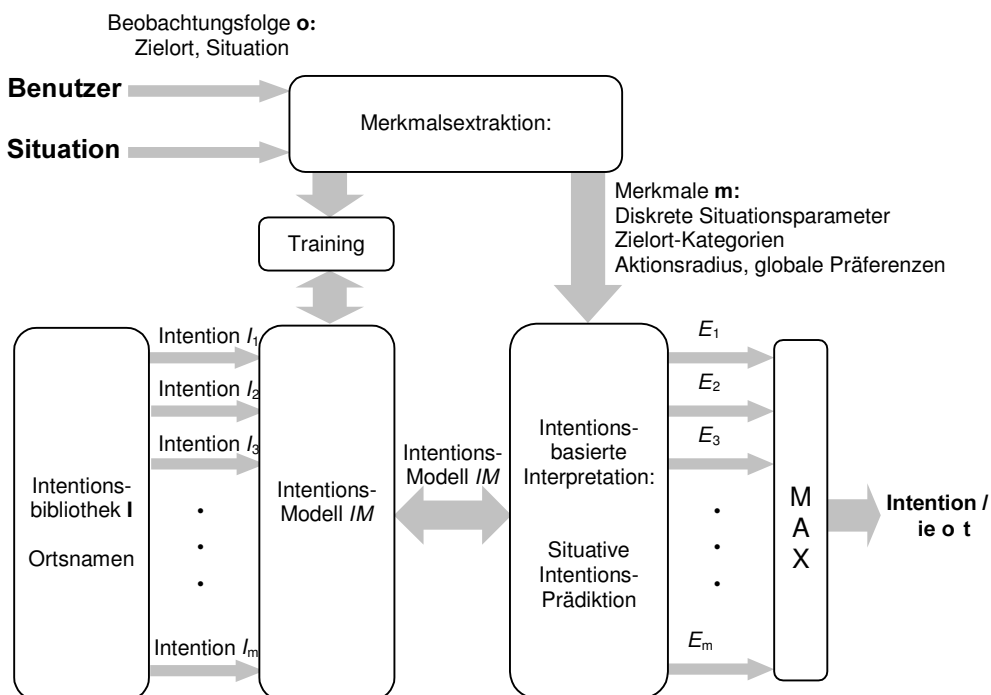 Beobachtungsfolge o:
Zielort, Situation
Benutzer
Situation
Merkmalsextraktion:
Merkmale m:
Diskrete Situationsparameter
Zielort-Kategorien
Aktionsradius, globale Präferenzen
Training
Intentions-
bibliothek I
Ortsnamen
Intention I1
Intention I2
Intention I3
Intention Im
Intentions-
Modell IM
Intentions-
Modell IM
Intentions-
basierte
Interpretation:
Situative
Intentions-
Prädiktion
E1
E2
E3
Em
M
A
X
Intention I
ie o t